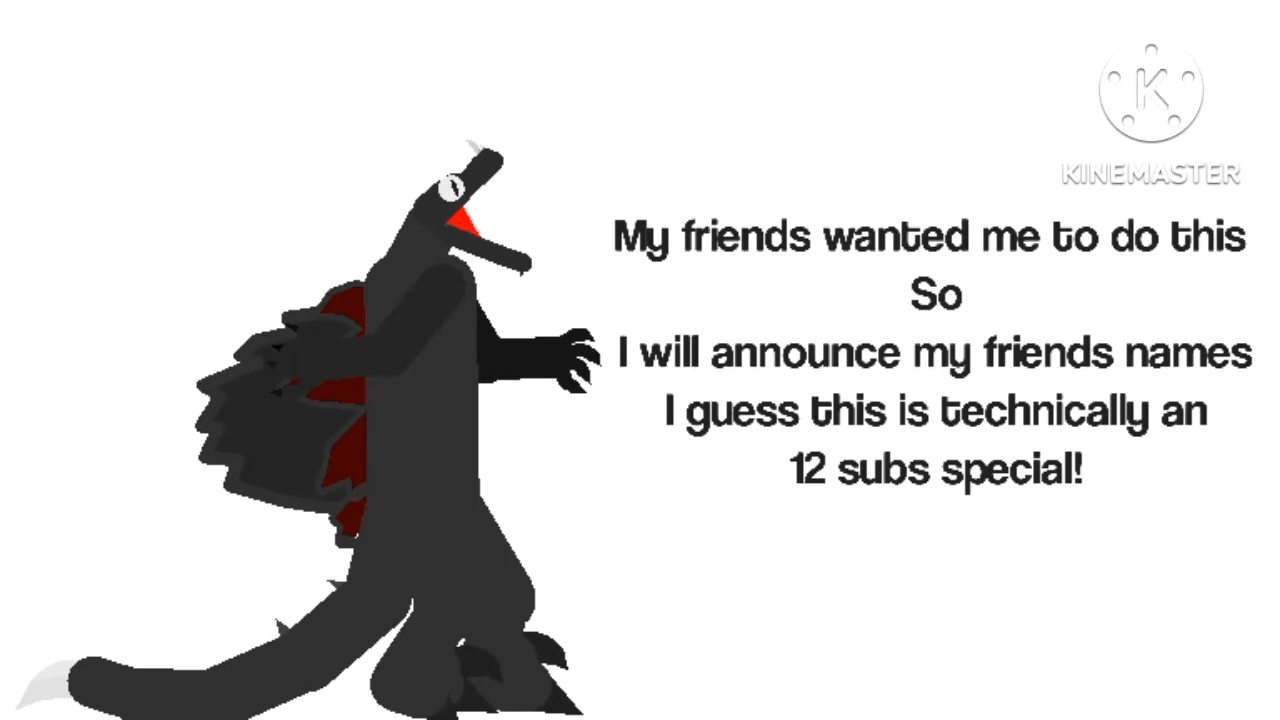 KINEMASTER
My friends wanted me to do this
So
I will announce my friends names
I guess this is technically an
12 subs special!